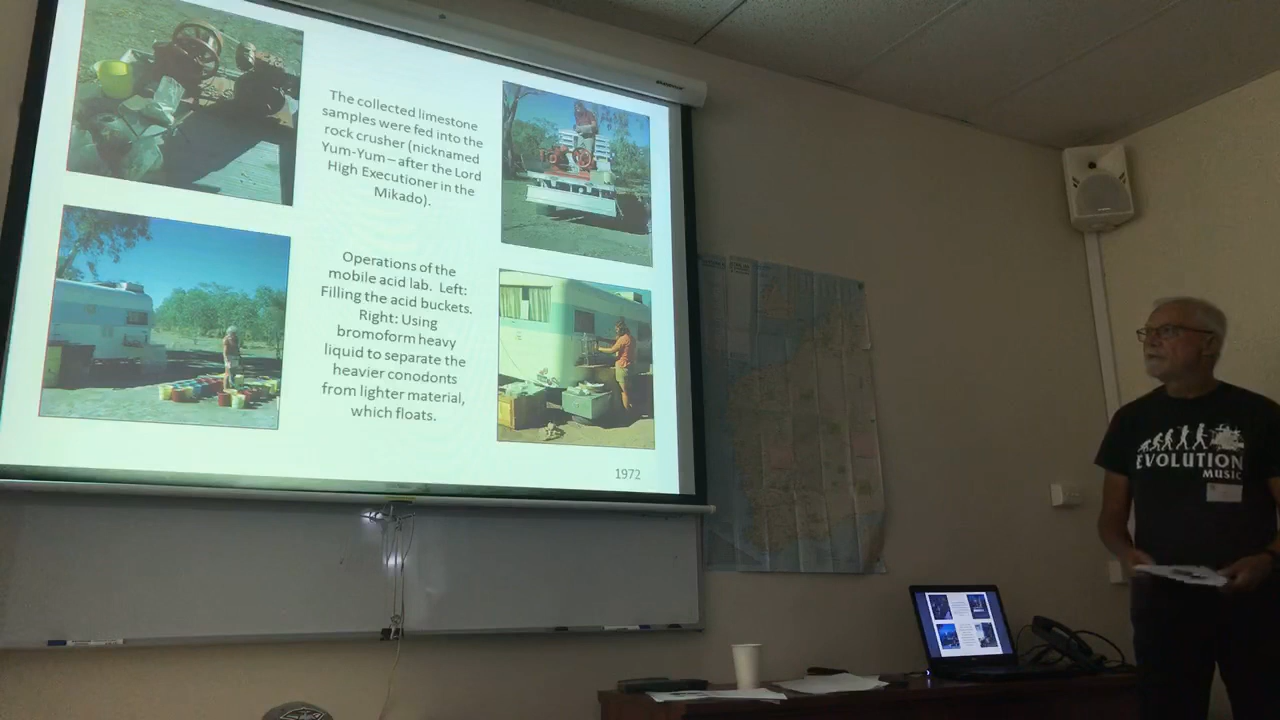 The collected limestone
samples were fed into the
rock crusher (nicknamed
Yum-Yum – after the Lord
High Executioner in the
Mikado).
Operations of the
mobile acid lab. Left:
Filling the acid buckets.
Right: Using
bromoform heavy
liquid to separate the
heavier conodonts
from lighter material,
which floats.
1972
EVOLUTION
MUSIC